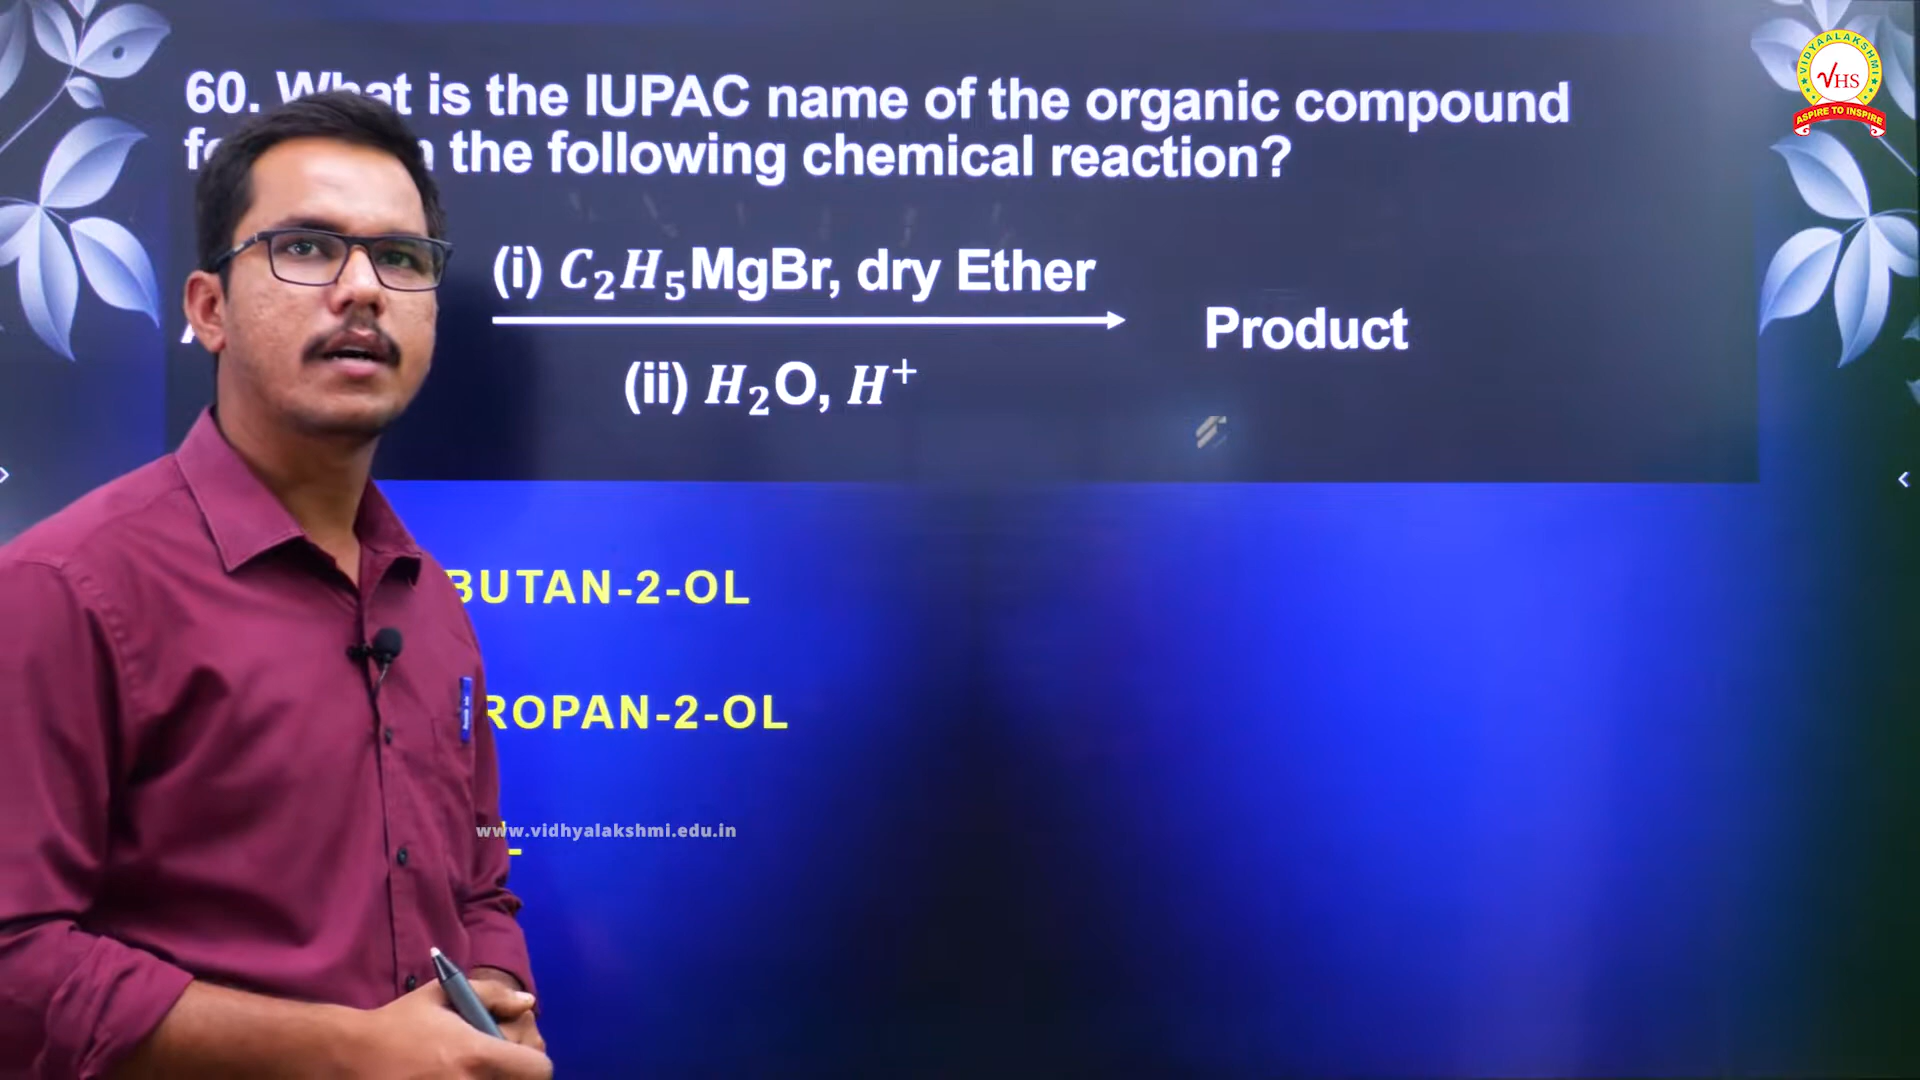 60. What is the IUPAC name of the organic compound
the following chemical reaction?
(i) C₂H₅MgBr, dry Ether
Product
(ii) H₂O, H⁺
BUTAN-2-OL
ROPAN-2-OL
www.vidhyalakshmi.edu.in
L
VIDYAALAKSHMI
VHS
ASPIRE TO INSPIRE